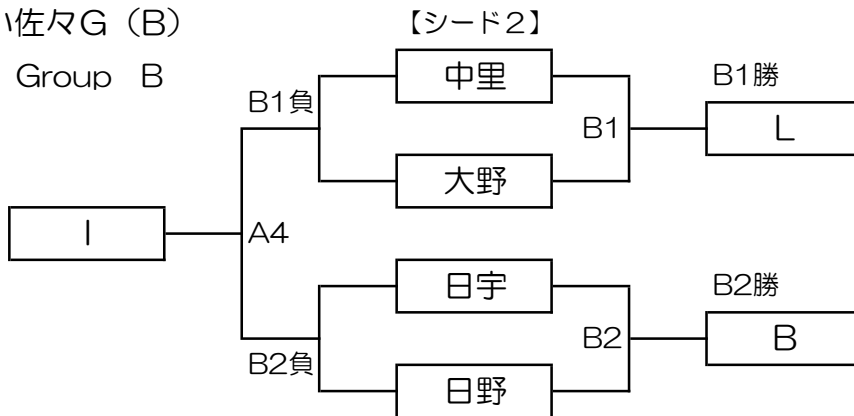 佐々G（B）
【シード2】
Group B
中里
B1勝
B1負
B1
L
大野
I
A4
日宇
B2勝
B2
B
B2負
日野